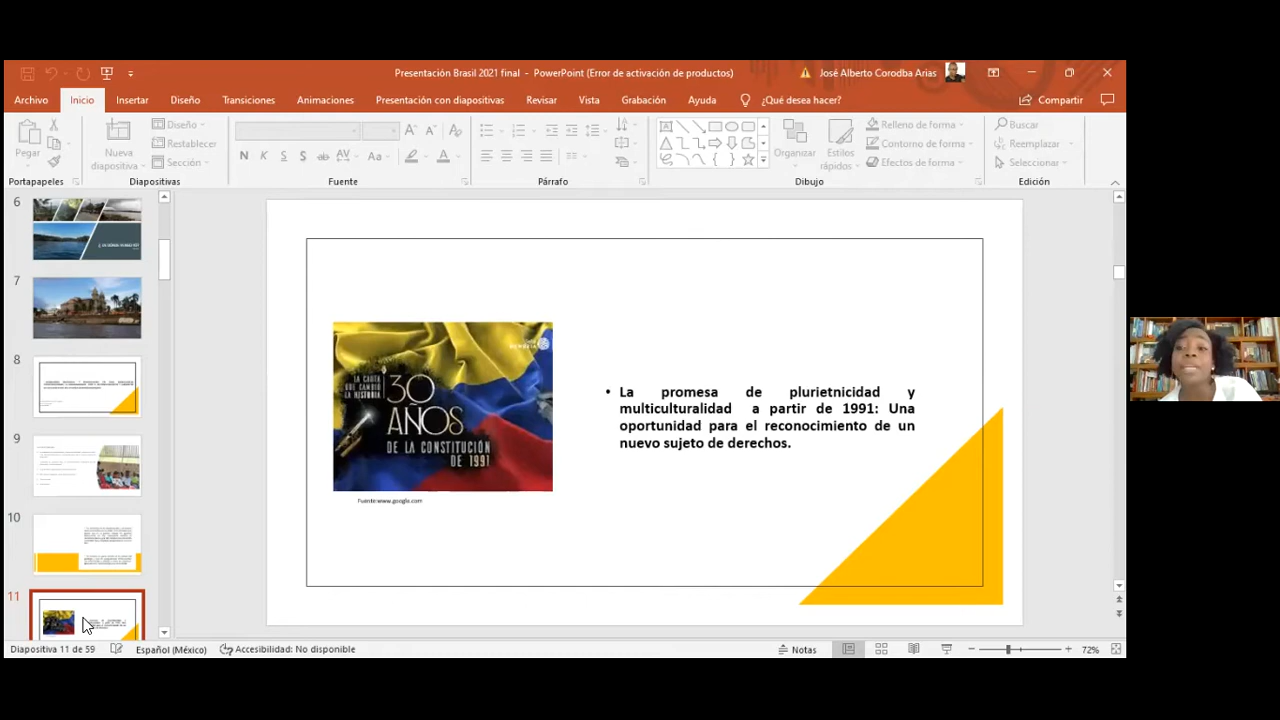 Presentación Brasil 2021 final - PowerPoint (Error de activación de productos)
José Alberto Corodba Arias
Archivo
Inicio
Insertar
Diseño
Transiciones
Animaciones
Presentación con diapositivas
Revisar
Vista
Grabación
Ayuda
¿Qué desea hacer?
Compartir
Pegar
Nueva
diapositiva
Diseño
Restablecer
Sección
N K S S ab AV Aa A
Organizar
Estilos
rápidos
Relleno de forma
Contorno de forma
Efectos de forma
Buscar
Reemplazar
Seleccionar
Portapapeles
Diapositivas
Fuente
Párrafo
Dibujo
Edición
6
7
8
9
10
11
LA CARTA
QUE CAMBIÓ
LA HISTORIA
30
AÑOS
DE LA CONSTITUCIÓN
DE 1991
Fuente:www.google.com
• La promesa de plurietnicidad y
multiculturalidad a partir de 1991: Una
oportunidad para el reconocimiento de un
nuevo sujeto de derechos.
Diapositiva 11 de 59
Español (México)
Accesibilidad: No disponible
Notas
72%